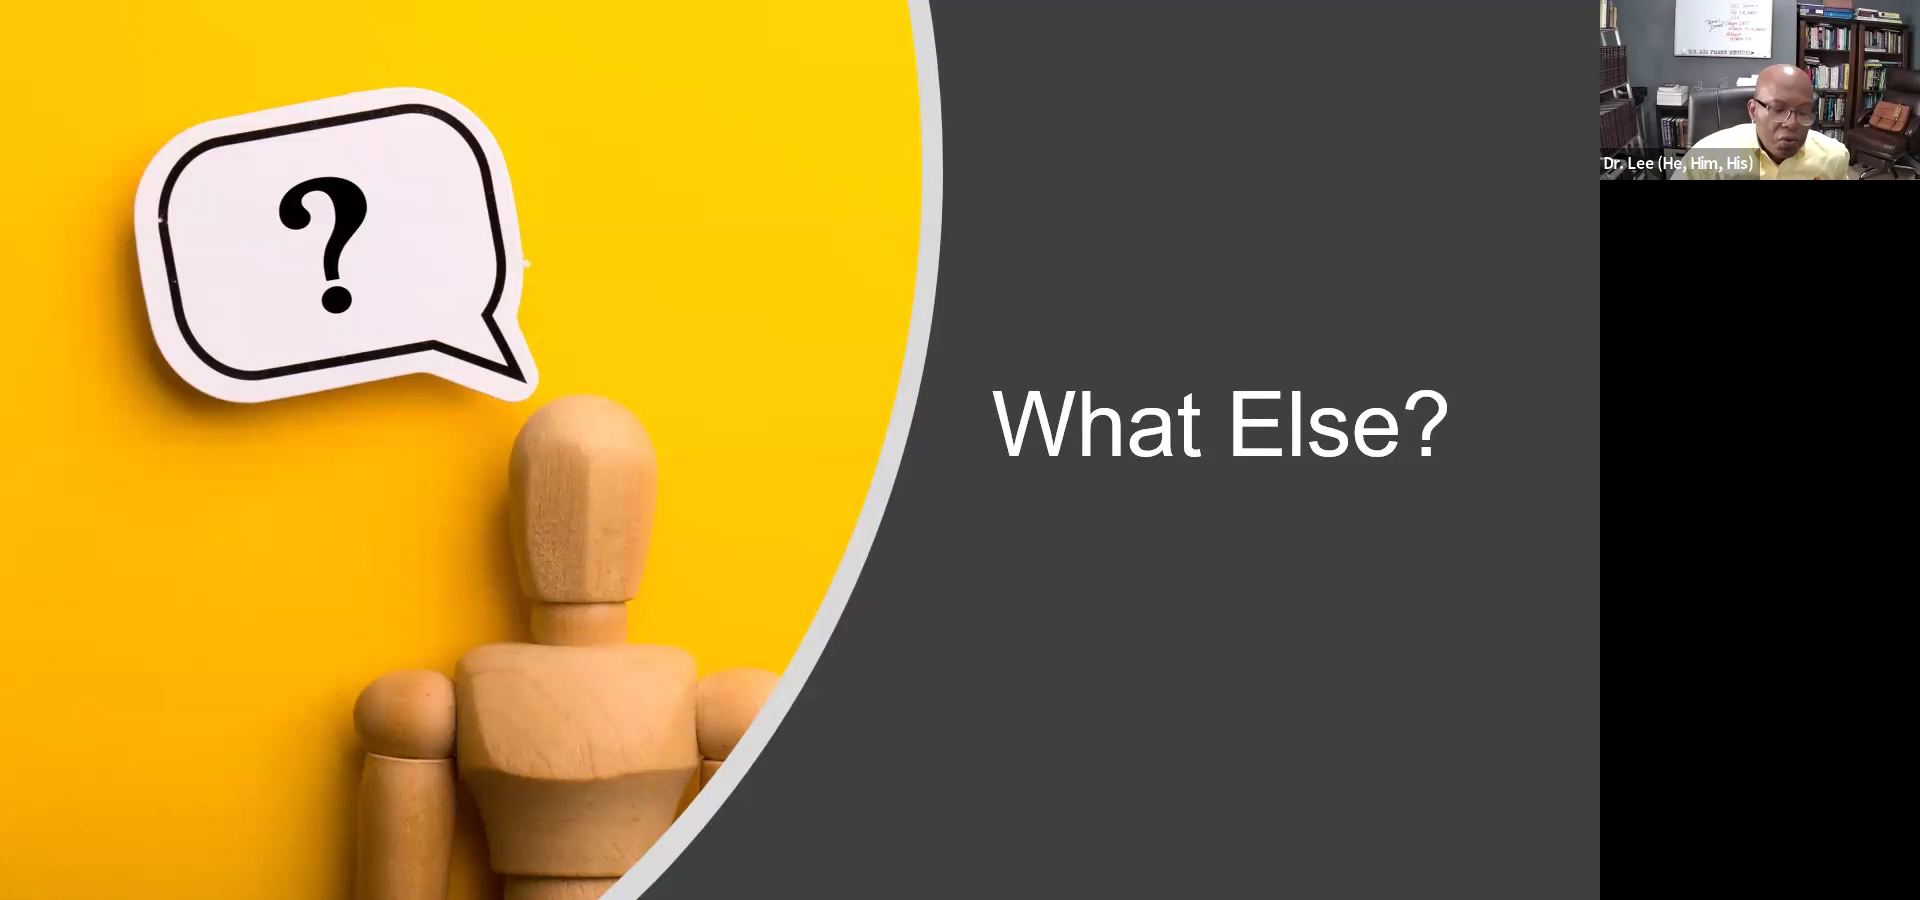 ?
What Else?
Dr. Lee (He, Him, His)